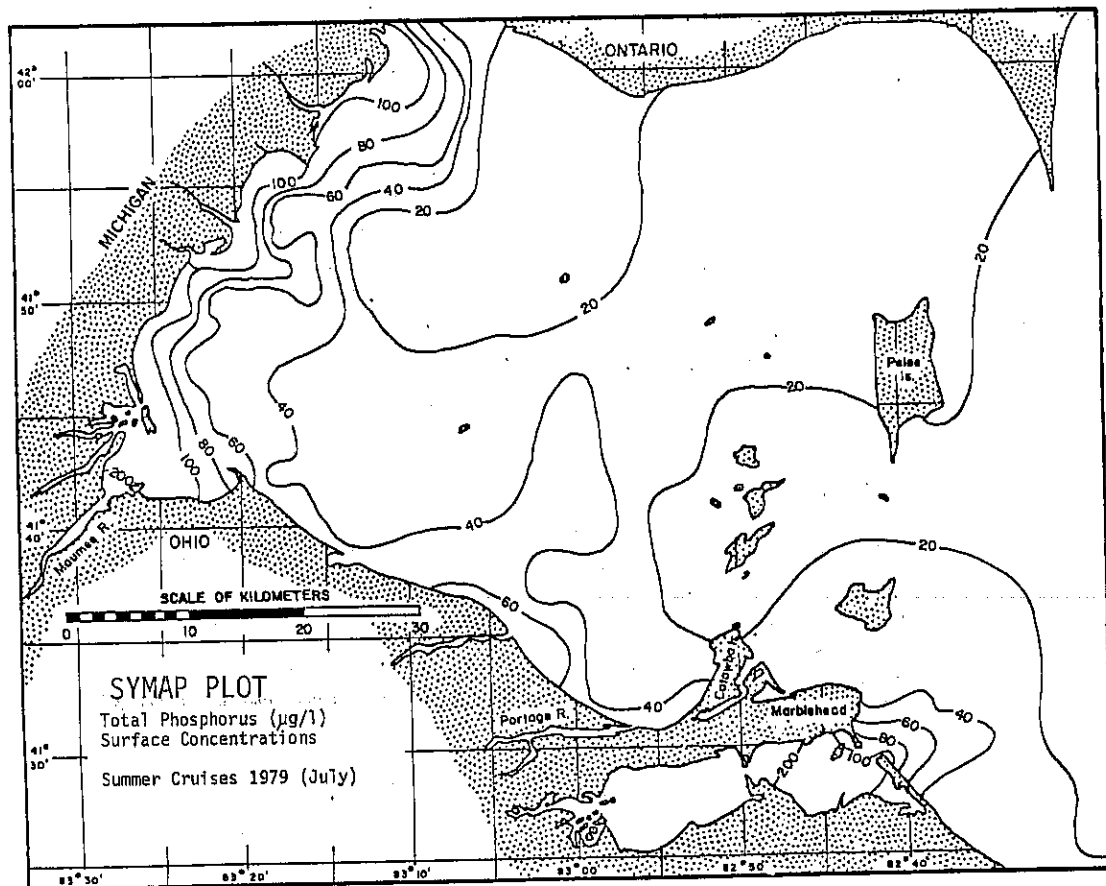 ONTARIO
42°
00'
100
80
100
60
40
20
MICHIGAN
20
20
41°
50'
Pelee
Is.
20
40
60
80
100
200
40
41°
40'
Maumee R.
OHIO
20
SCALE OF KILOMETERS
0 10 20 30
60
SYMAP PLOT
Total Phosphorus (µg/l)
Surface Concentrations
Summer Cruises 1979 (July)
Catawba I.
40
Portage R.
Marblehead
40
60
80
100
200
41°
30'
83° 30' 83° 20' 83° 10' 83° 00 82° 50 82° 40'